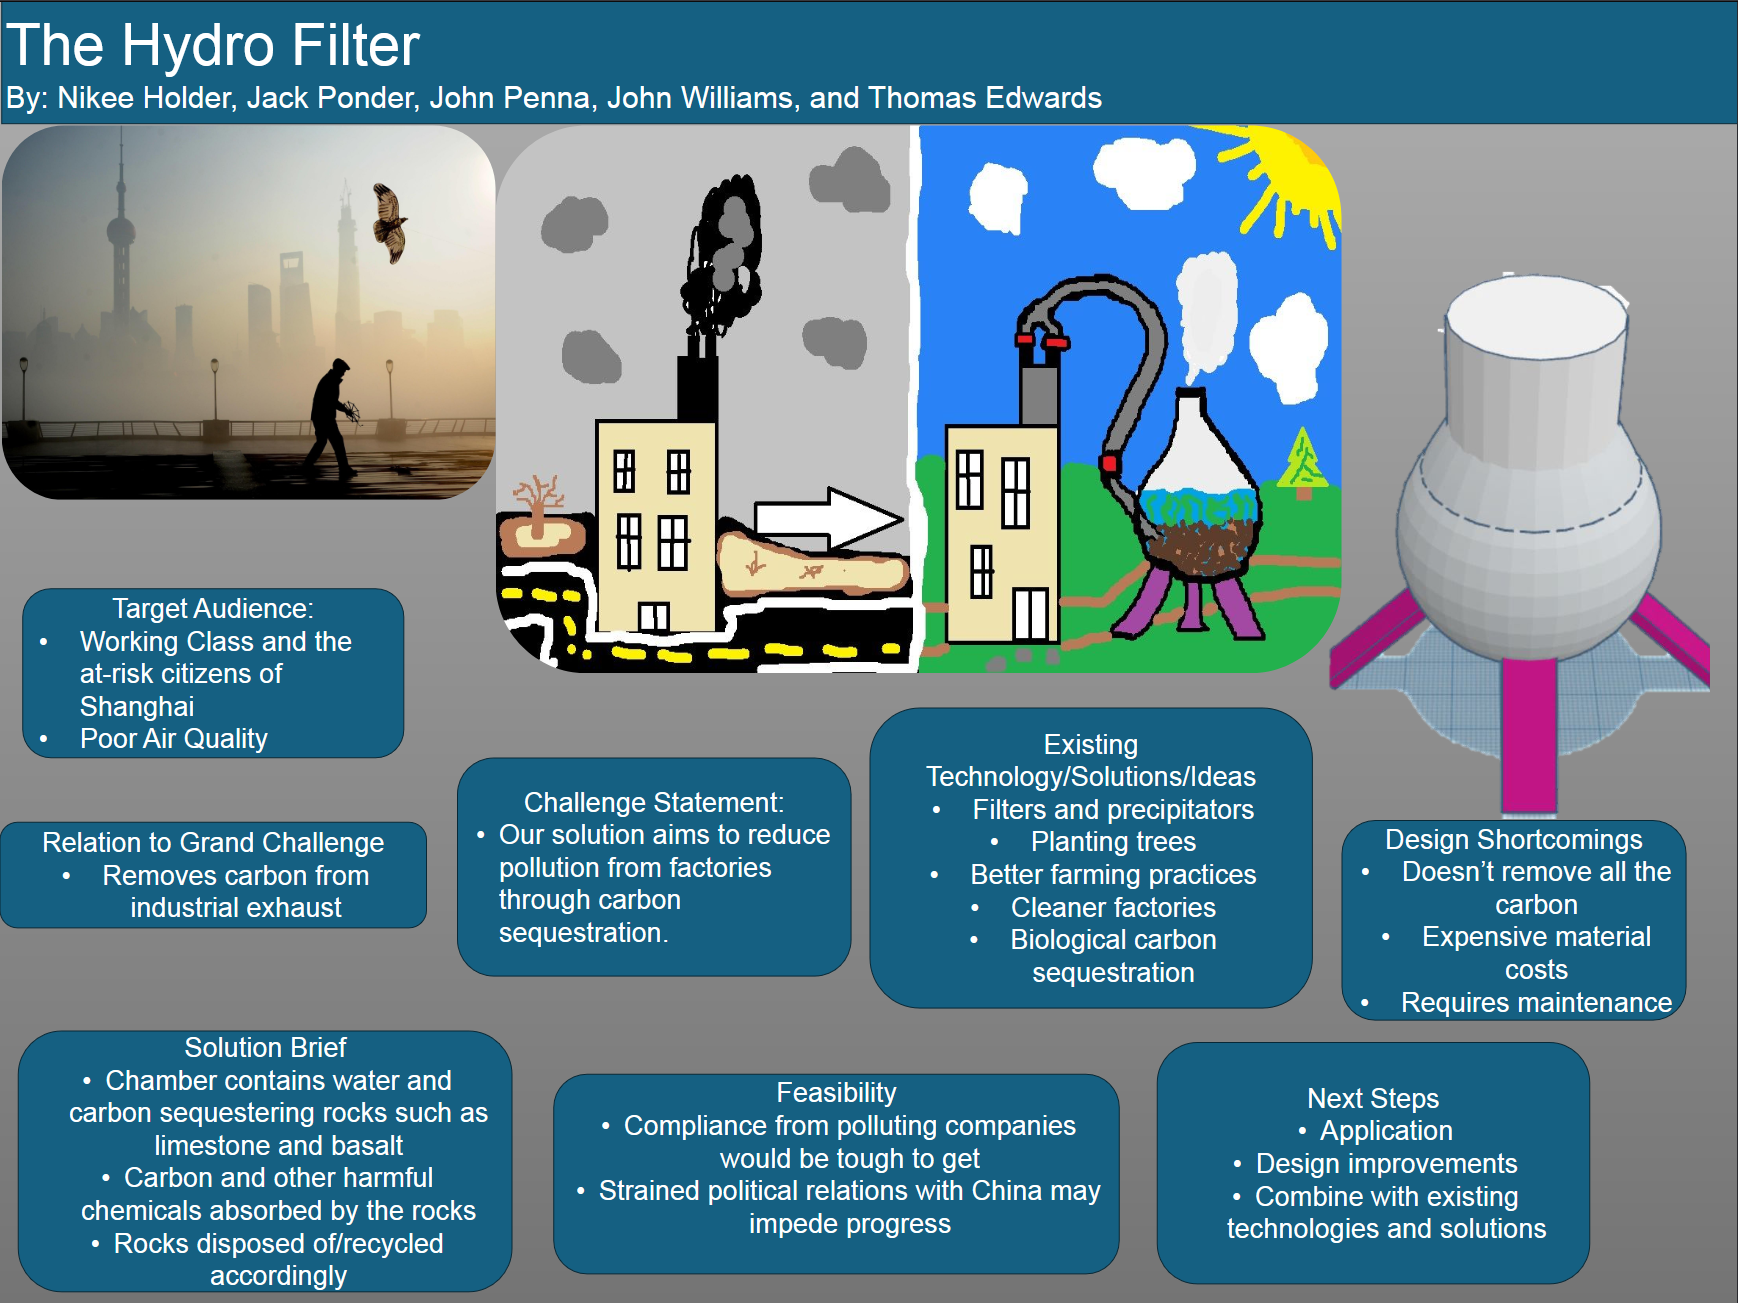 The Hydro Filter
By: Nikee Holder, Jack Ponder, John Penna, John Williams, and Thomas Edwards
Target Audience:
• Working Class and the
at-risk citizens of
Shanghai
• Poor Air Quality
Relation to Grand Challenge
• Removes carbon from
industrial exhaust
Challenge Statement:
• Our solution aims to reduce
pollution from factories
through carbon
sequestration.
Existing
Technology/Solutions/Ideas
• Filters and precipitators
• Planting trees
• Better farming practices
• Cleaner factories
• Biological carbon
sequestration
Design Shortcomings
• Doesn’t remove all the
carbon
• Expensive material
costs
• Requires maintenance
Solution Brief
• Chamber contains water and
carbon sequestering rocks such as
limestone and basalt
• Carbon and other harmful
chemicals absorbed by the rocks
• Rocks disposed of/recycled
accordingly
Feasibility
• Compliance from polluting companies
would be tough to get
• Strained political relations with China may
impede progress
Next Steps
• Application
• Design improvements
• Combine with existing
technologies and solutions